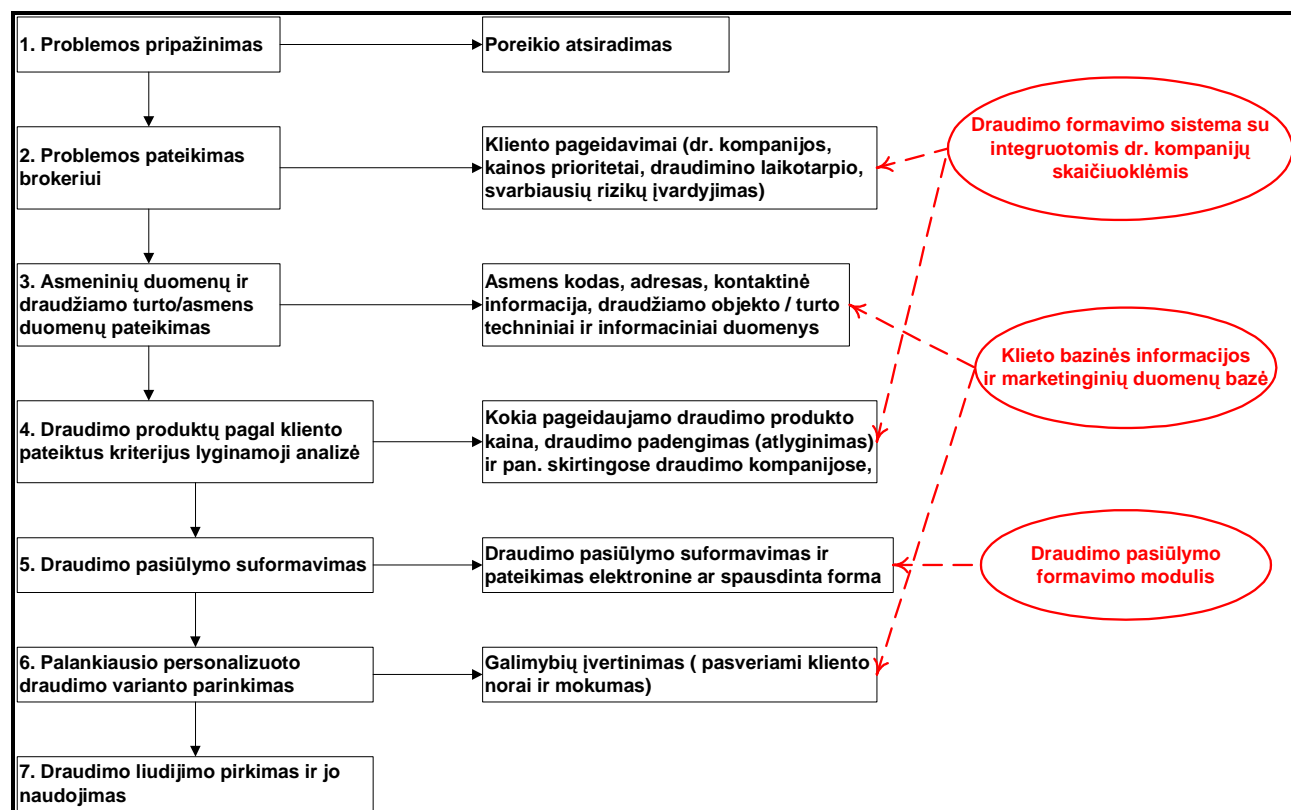 1. Problemos pripažinimas
Poreikio atsiradimas
2. Problemos pateikimas
brokeriui
Kliento pageidavimai (dr. kompanijos,
kainos prioritetai, draudimino laikotarpio,
svarbiausių rizikų įvardyjimas)
Draudimo formavimo sistema su
integruotomis dr. kompanijų
skaičiuoklėmis
3. Asmeninių duomenų ir
draudžiamo turto/asmens
duomenų pateikimas
Asmens kodas, adresas, kontaktinė
informacija, draudžiamo objekto / turto
techniniai ir informaciniai duomenys
Klieto bazinės informacijos
ir marketinginių duomenų bazė
4. Draudimo produktų pagal kliento
pateiktus kriterijus lyginamoji analizė
Kokia pageidaujamo draudimo produkto
kaina, draudimo padengimas (atlyginimas)
ir pan. skirtingose draudimo kompanijose,
5. Draudimo pasiūlymo suformavimas
Draudimo pasiūlymo suformavimas ir
pateikimas elektronine ar spausdinta forma
Draudimo pasiūlymo
formavimo modulis
6. Palankiausio personalizuoto
draudimo varianto parinkimas
Galimybių įvertinimas ( pasveriami kliento
norai ir mokumas)
7. Draudimo liudijimo pirkimas ir jo
naudojimas